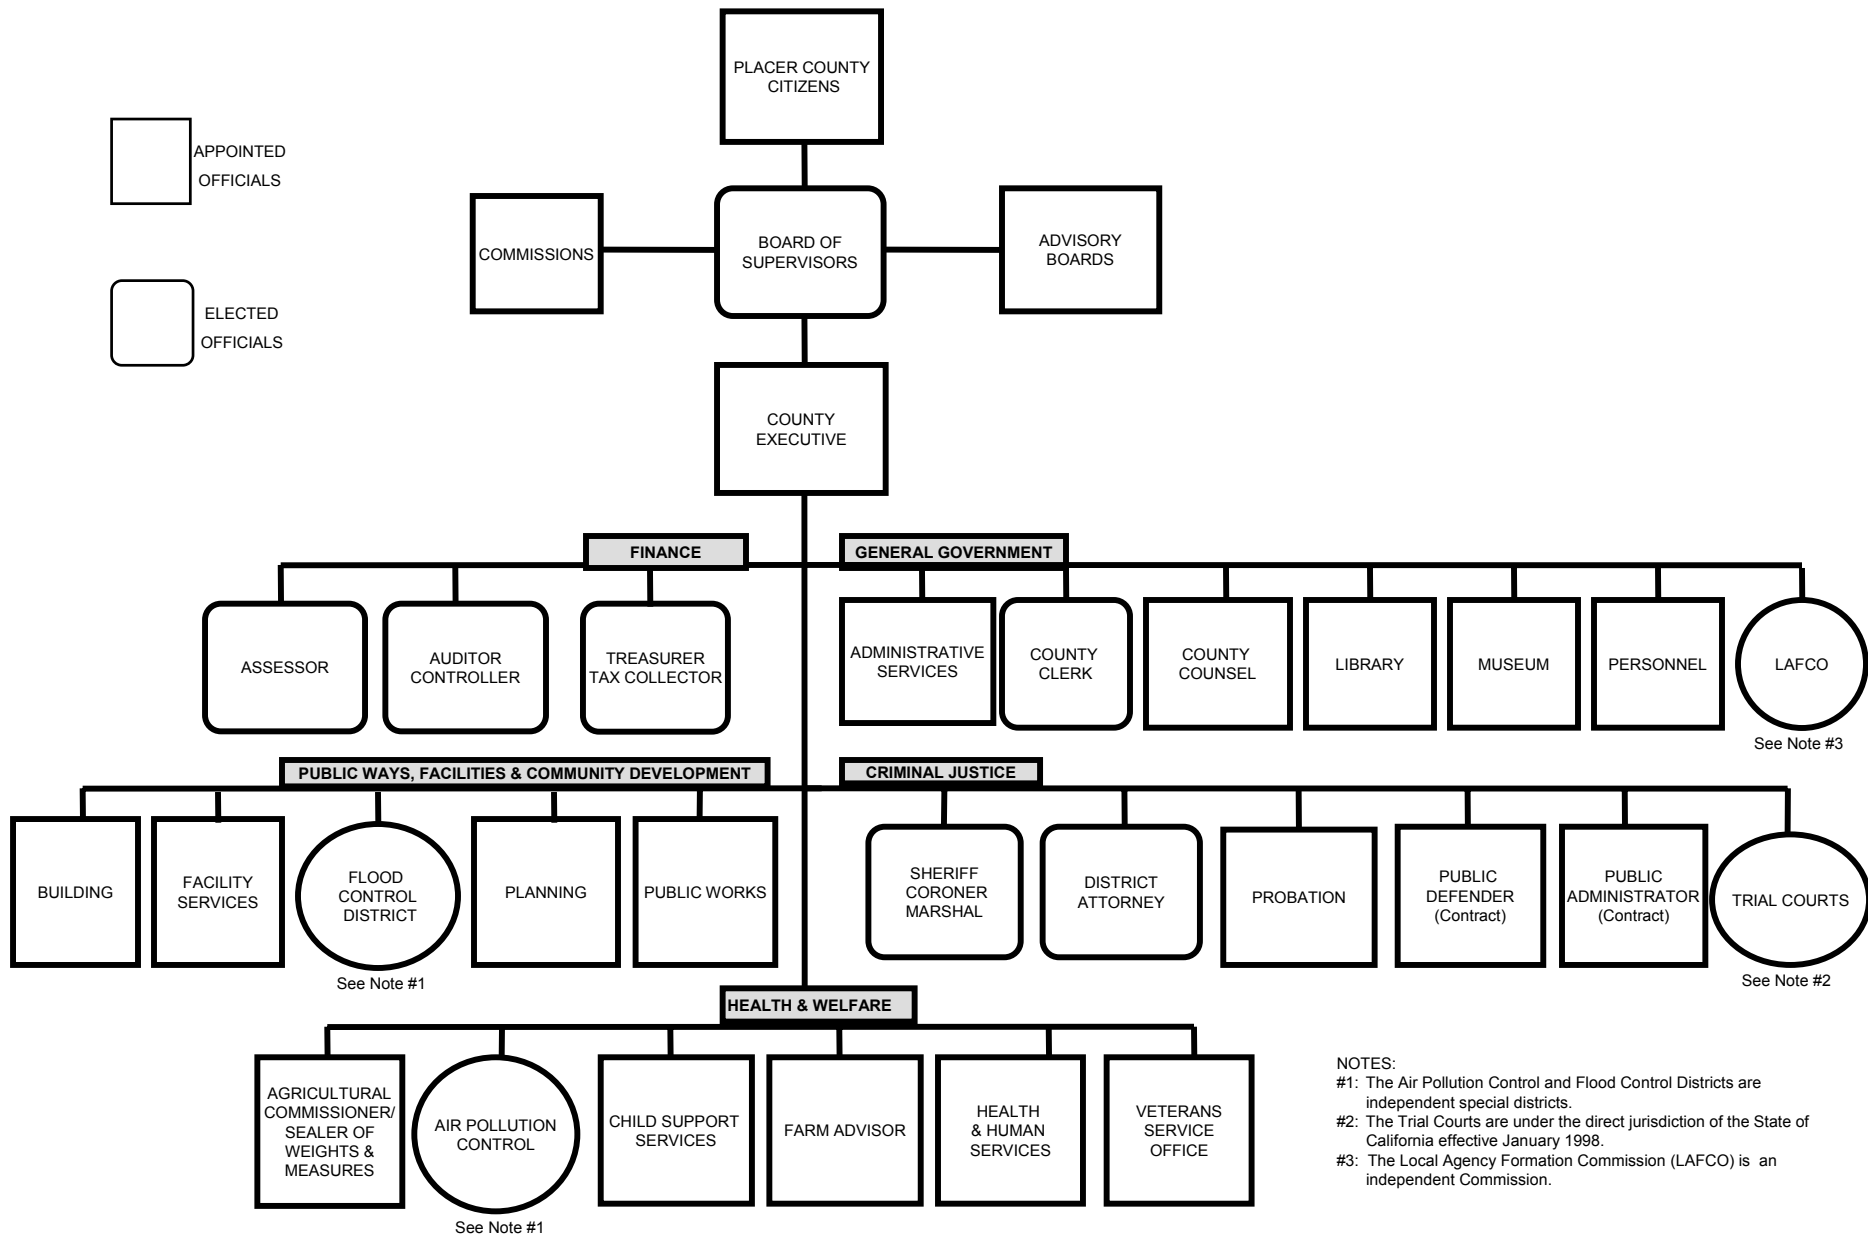 PLACER COUNTY
CITIZENS
APPOINTED
OFFICIALS
ELECTED
OFFICIALS
COMMISSIONS
BOARD OF
SUPERVISORS
ADVISORY
BOARDS
COUNTY
EXECUTIVE
FINANCE
GENERAL GOVERNMENT
ASSESSOR
AUDITOR
CONTROLLER
TREASURER
TAX COLLECTOR
ADMINISTRATIVE
SERVICES
COUNTY
CLERK
COUNTY
COUNSEL
LIBRARY
MUSEUM
PERSONNEL
LAFCO
See Note #3
PUBLIC WAYS, FACILITIES & COMMUNITY DEVELOPMENT
CRIMINAL JUSTICE
BUILDING
FACILITY
SERVICES
FLOOD
CONTROL
DISTRICT
See Note #1
PLANNING
PUBLIC WORKS
SHERIFF
CORONER
MARSHAL
DISTRICT
ATTORNEY
PROBATION
PUBLIC
DEFENDER
(Contract)
PUBLIC
ADMINISTRATOR
(Contract)
TRIAL COURTS
See Note #2
HEALTH & WELFARE
AGRICULTURAL
COMMISSIONER/
SEALER OF
WEIGHTS &
MEASURES
AIR POLLUTION
CONTROL
See Note #1
CHILD SUPPORT
SERVICES
FARM ADVISOR
HEALTH
& HUMAN
SERVICES
VETERANS
SERVICE
OFFICE
NOTES:
#1: The Air Pollution Control and Flood Control Districts are
independent special districts.
#2: The Trial Courts are under the direct jurisdiction of the State of
California effective January 1998.
#3: The Local Agency Formation Commission (LAFCO) is an
independent Commission.